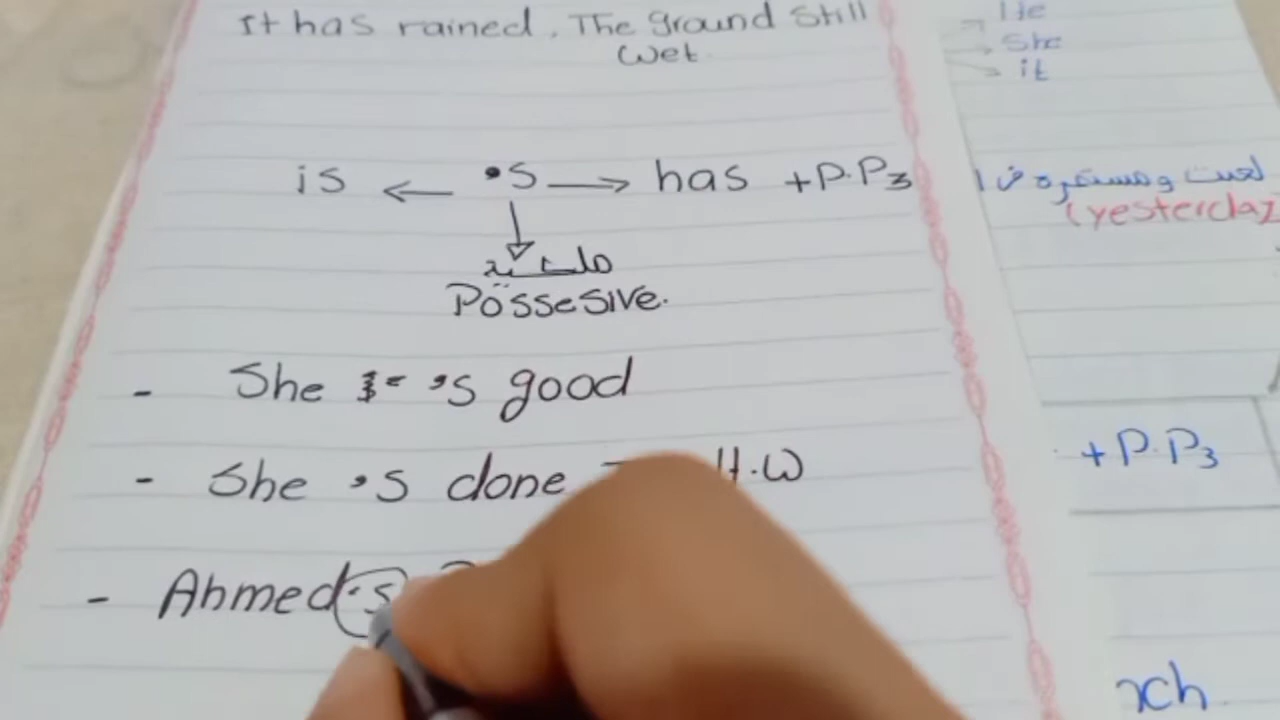 It has rained. The ground still
wet.
is ← 's → has + P.P3
↓
ملكية
Possesive.
- She 's good
- She 's done H.W
- Ahmed's
He
She
it
(yesterday
+ P.P3
xch